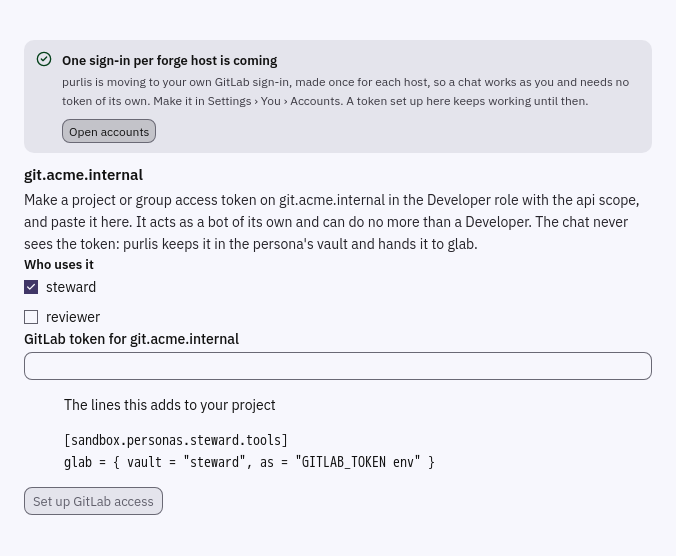 One sign-in per forge host is coming
purlis is moving to your own GitLab sign-in, made once for each host, so a chat works as you and needs no
token of its own. Make it in Settings › You › Accounts. A token set up here keeps working until then.
Open accounts
git.acme.internal
Make a project or group access token on git.acme.internal in the Developer role with the api scope,
and paste it here. It acts as a bot of its own and can do no more than a Developer. The chat never
sees the token: purlis keeps it in the persona's vault and hands it to glab.
Who uses it
steward
reviewer
GitLab token for git.acme.internal
The lines this adds to your project
[sandbox.personas.steward.tools]
glab = { vault = "steward", as = "GITLAB_TOKEN env" }
Set up GitLab access